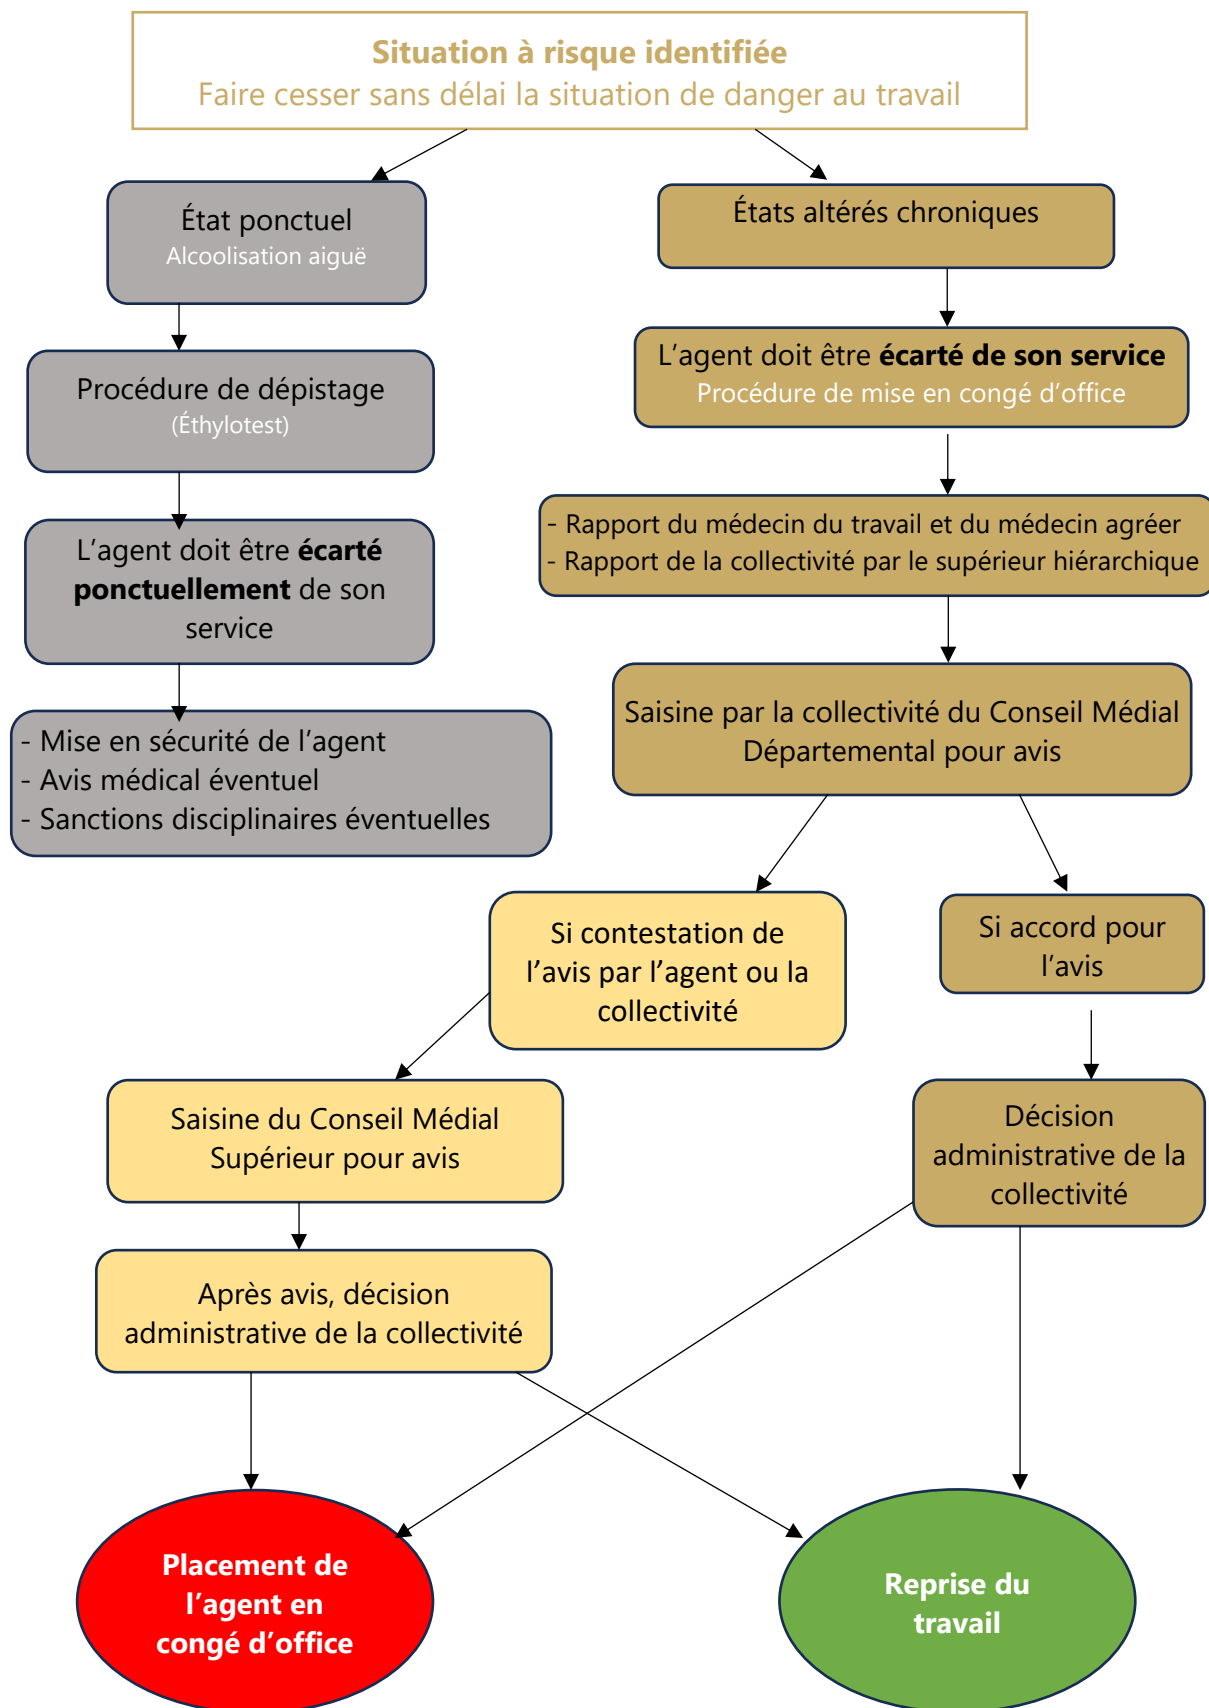 Situation à risque identifiée
Faire cesser sans délai la situation de danger au travail
État ponctuel
Alcoolisation aiguë
Procédure de dépistage
(Éthylotest)
L’agent doit être écarté
ponctuellement de son
service
- Mise en sécurité de l’agent
- Avis médical éventuel
- Sanctions disciplinaires éventuelles
États altérés chroniques
L’agent doit être écarté de son service
Procédure de mise en congé d’office
- Rapport du médecin du travail et du médecin agréer
- Rapport de la collectivité par le supérieur hiérarchique
Saisine par la collectivité du Conseil Médial
Départemental pour avis
Si contestation de
l’avis par l’agent ou la
collectivité
Saisine du Conseil Médial
Supérieur pour avis
Après avis, décision
administrative de la collectivité
Si accord pour
l’avis
Décision
administrative de la
collectivité
Placement de
l’agent en
congé d’office
Reprise du
travail